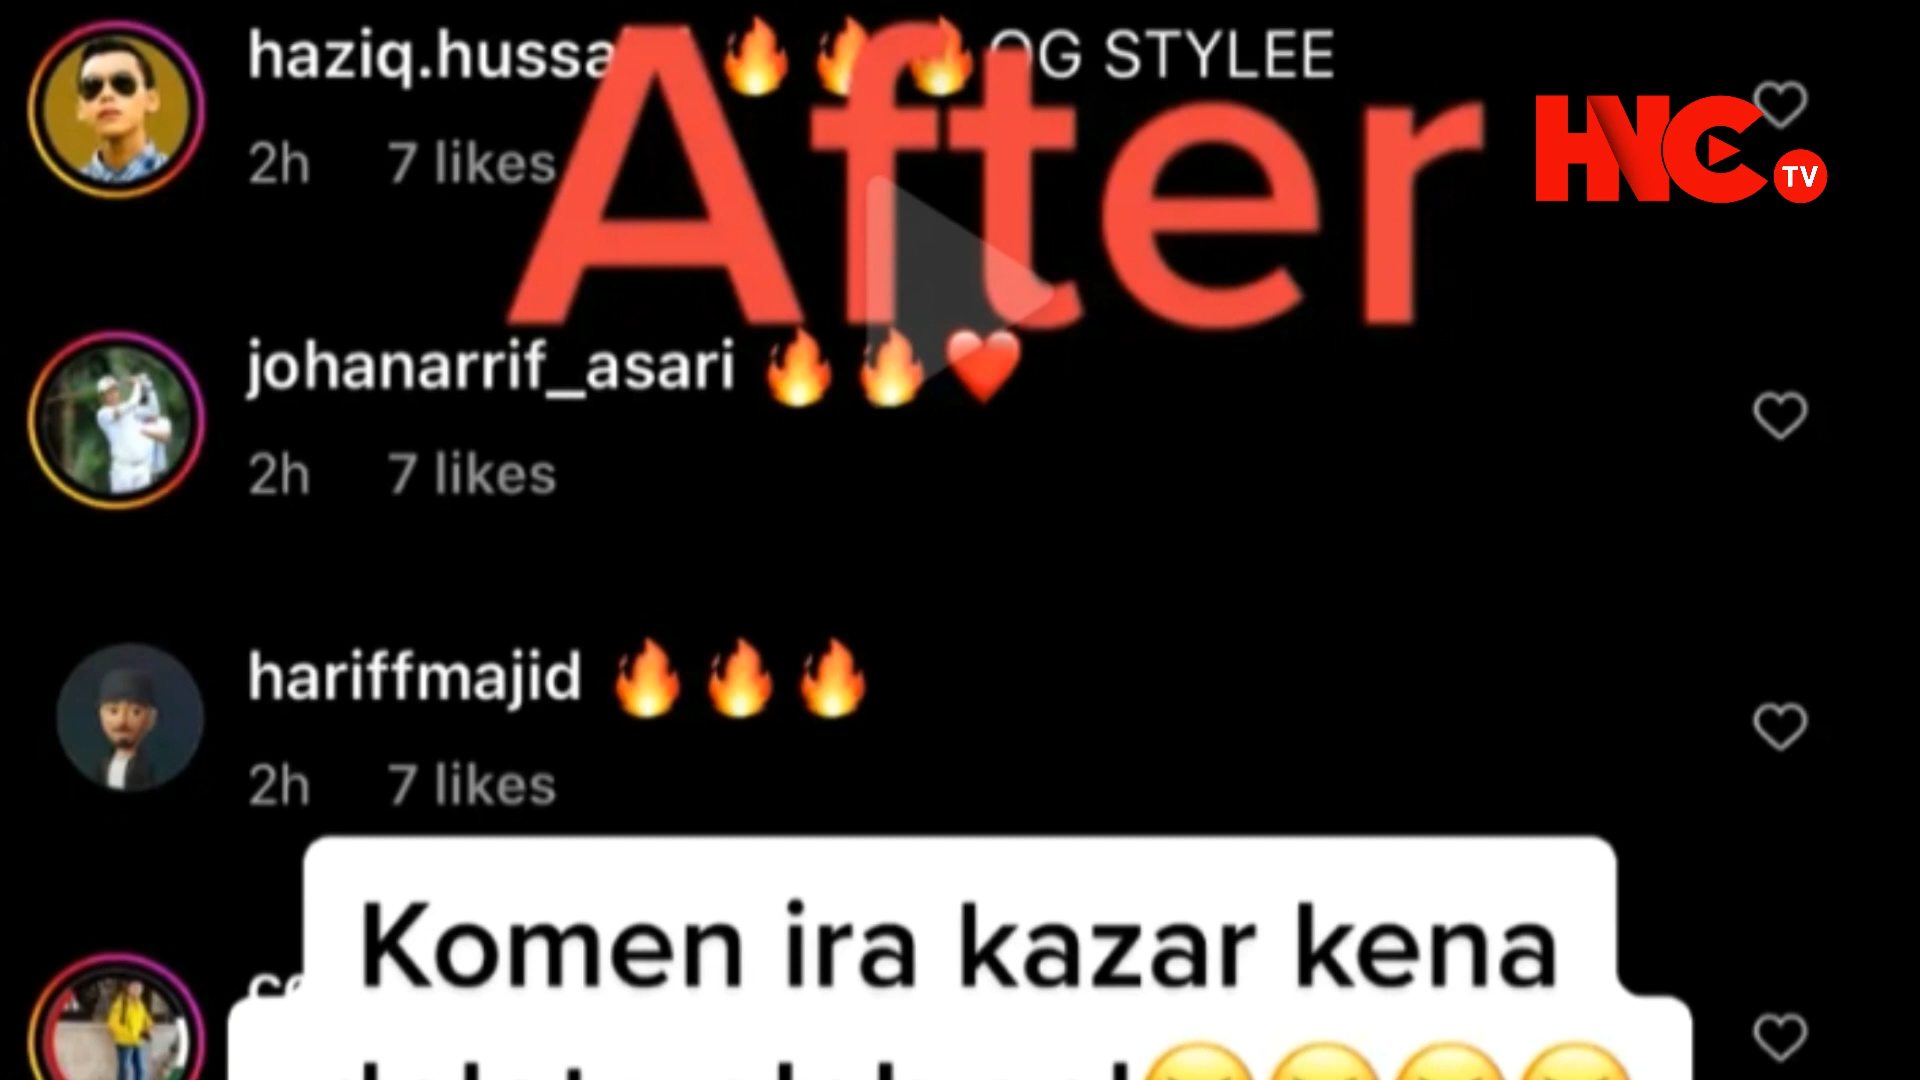 haziq.hussa 🔥🔥🔥 OG STYLEE
After
HNC TV
2h 7 likes
johanarrif_asari 🔥🔥❤️
2h 7 likes
hariffmajid 🔥🔥🔥
2h 7 likes
Komen ira kazar kena